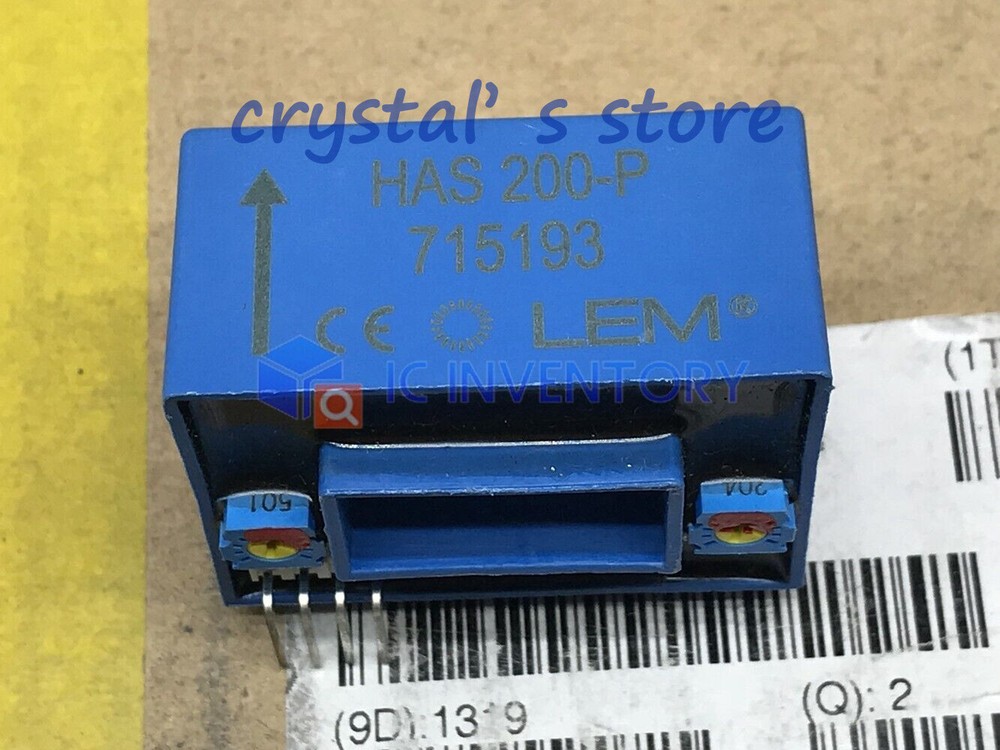 crystal’s store
HAS 200-P
715193
CE LEM®
IC INVENTORY
501
204
(1T
(9D):1319
(Q): 2